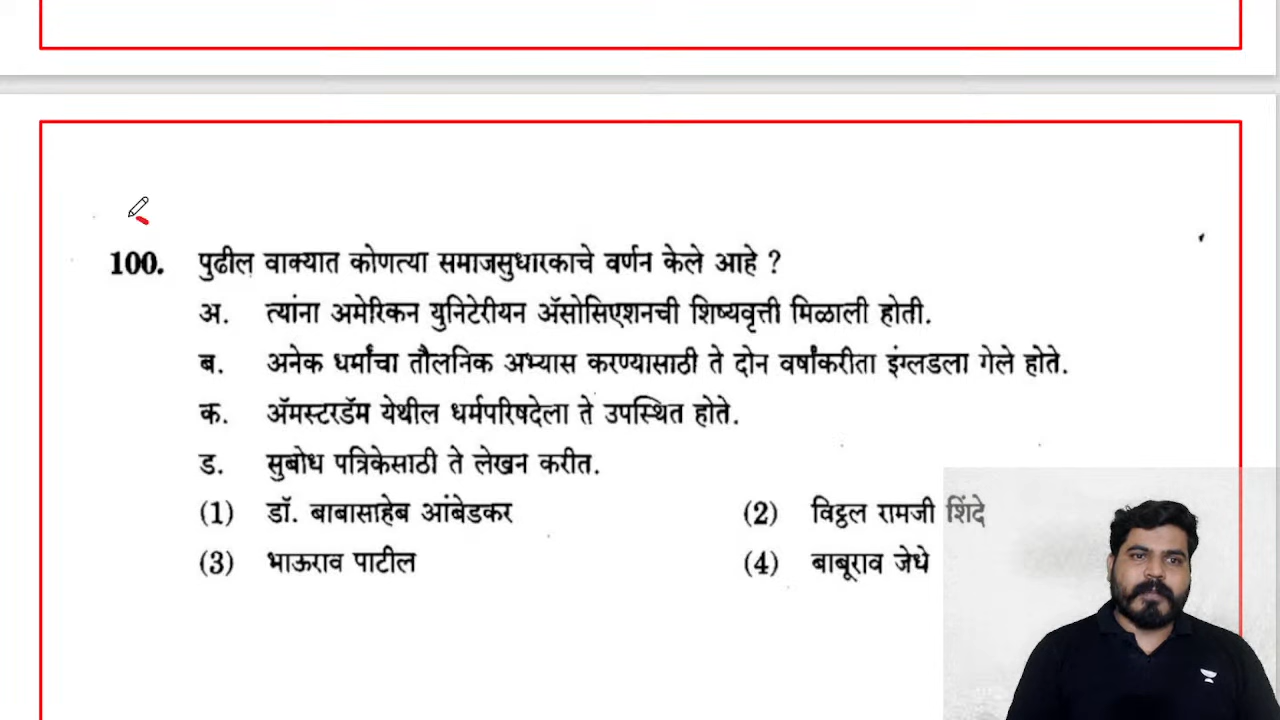 100. पुढील वाक्यात कोणत्या समाजसुधारकाचे वर्णन केले आहे ?
अ. त्यांना अमेरिकन युनिटेरीयन ॲसोसिएशनची शिष्यवृत्ती मिळाली होती.
ब. अनेक धर्मांचा तौलनिक अभ्यास करण्यासाठी ते दोन वर्षांकरीता इंग्लडला गेले होते.
क. ॲमस्टरडॅम येथील धर्मपरिषदेला ते उपस्थित होते.
ड. सुबोध पत्रिकेसाठी ते लेखन करीत.
(1) डॉ. बाबासाहेब आंबेडकर (2) विठ्ठल रामजी शिंदे
(3) भाऊराव पाटील (4) बाबूराव जेधे